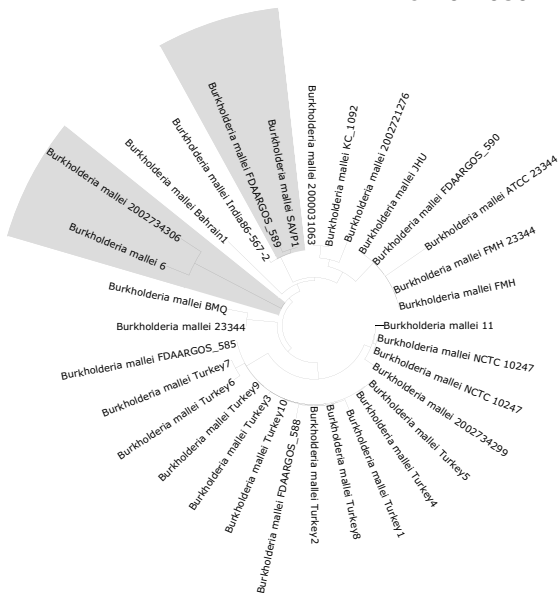 Burkholderia mallei 2000031063
Burkholderia mallei KC_1092
Burkholderia mallei 2002721276
Burkholderia mallei JHU
Burkholderia mallei FDAARGOS_590
Burkholderia mallei ATCC 23344
Burkholderia mallei FMH 23344
Burkholderia mallei FMH
Burkholderia mallei 11
Burkholderia mallei NCTC 10247
Burkholderia mallei NCTC 10247
Burkholderia mallei 2002734299
Burkholderia mallei Turkey5
Burkholderia mallei Turkey4
Burkholderia mallei Turkey1
Burkholderia mallei Turkey8
Burkholderia mallei Turkey2
Burkholderia mallei FDAARGOS_588
Burkholderia mallei Turkey10
Burkholderia mallei Turkey3
Burkholderia mallei Turkey9
Burkholderia mallei Turkey6
Burkholderia mallei Turkey7
Burkholderia mallei FDAARGOS_585
Burkholderia mallei 23344
Burkholderia mallei BMQ
Burkholderia mallei 6
Burkholderia mallei 2002734306
Burkholderia mallei Bahrain1
Burkholderia mallei India86-567-2
Burkholderia mallei FDAARGOS_589
Burkholderia mallei SAVP1